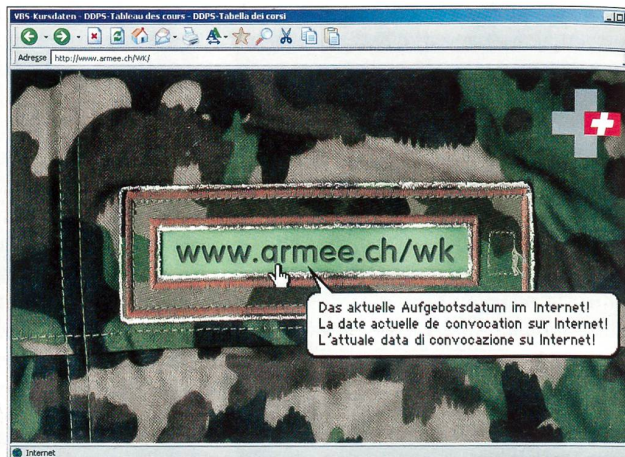 VBS-Kursdaten - DDPS-Tableau des cours - DDPS-Tabella dei corsi
Adresse http://www.armee.ch/WK/
www.armee.ch/wk
Das aktuelle Aufgebotsdatum im Internet!
La date actuelle de convocation sur Internet!
L'attuale data di convocazione su Internet!
Internet